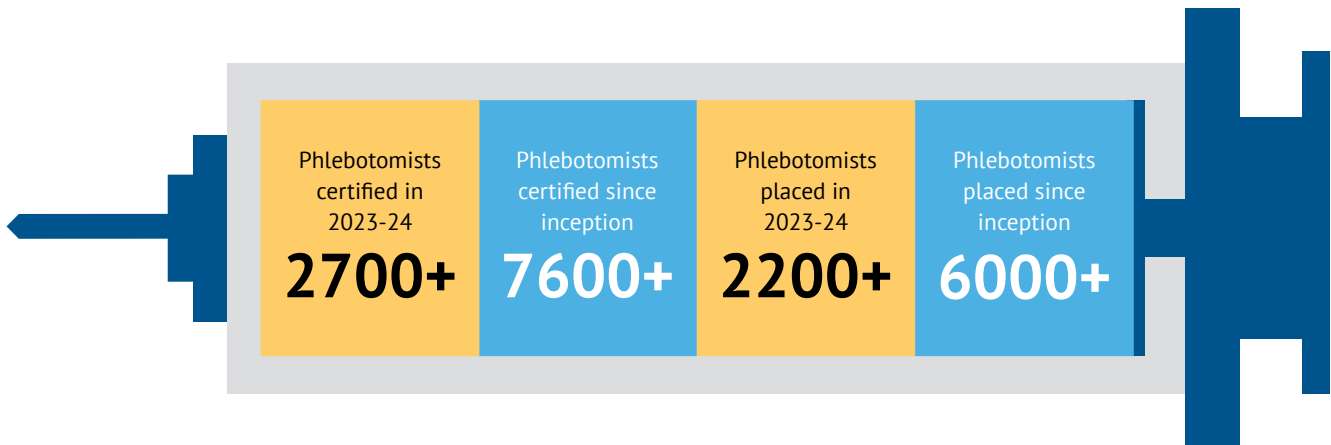 Phlebotomists
certified in
2023-24
2700+
Phlebotomists
certified since
inception
7600+
Phlebotomists
placed in
2023-24
2200+
Phlebotomists
placed since
inception
6000+